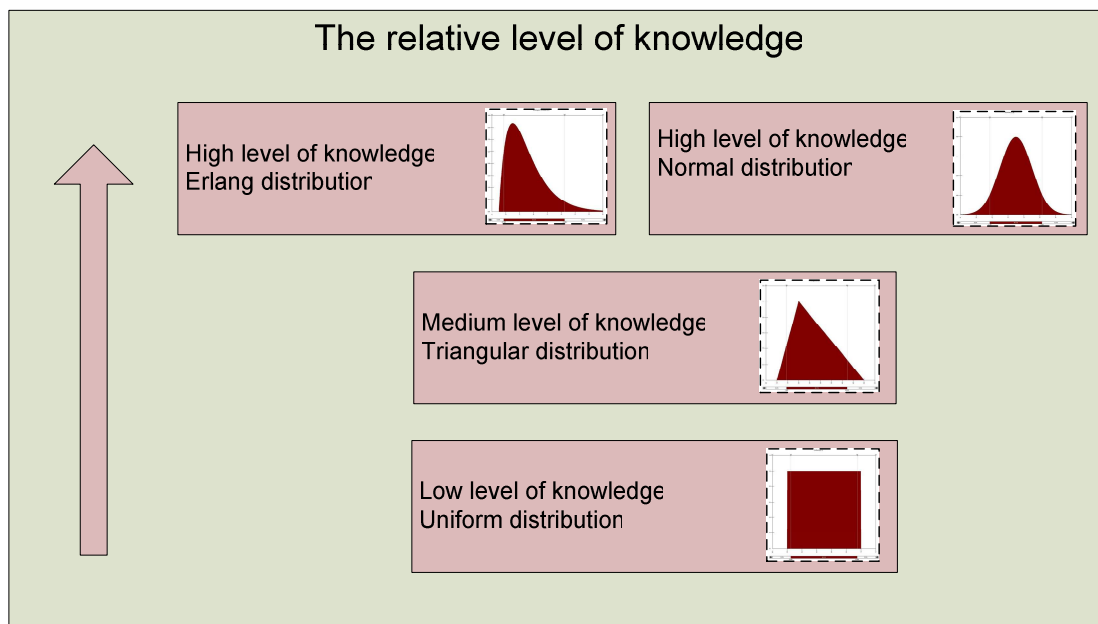 The relative level of knowledge
High level of knowledge
Erlang distribution
High level of knowledge
Normal distribution
Medium level of knowledge
Triangular distribution
Low level of knowledge
Uniform distribution